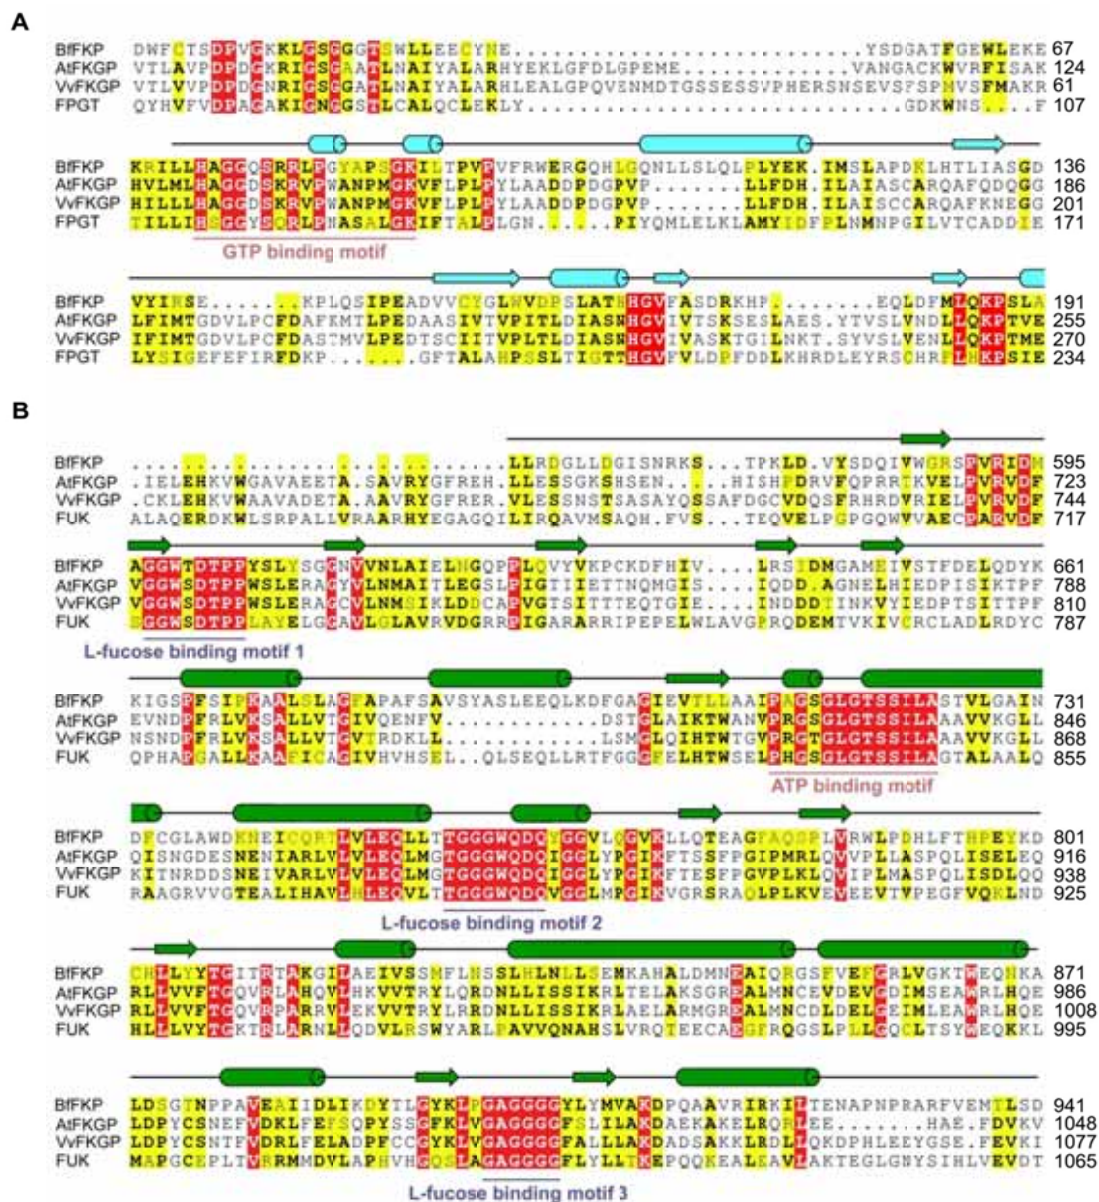 A
BfFKP DWFCTSDPVGKKLGSGGGTSWLLEECYNE............................YSDGATFGEWLEKE 67
AtFKGP VTLAVPDPDGKRIGSGAATLNAIYALARHYEKLGFDLGPEME..............VANGACKWVRFISAK 124
VvFKGP VTLVVPDPDGQRIGSGGATLNAIYALARHLEALGPQVENMDTGSSESSVPHERSNSEVSFSPMVSFMAKR 61
FPGT QYHVFVDPAGAKIGNGGSTLCALQCLEKLY..............................GDKWNS..F 107
BfFKP KRILLHAGGQSRRLPGYAPSGKILTPVPVFRWERGQHLGQNLLSLQLPLYEK.IMSLAPDKLHTLIASGD 136
AtFKGP HVLMLHAGGDSKRVPWANPMGKVFLPLPYLAADDPDGPVP.......LLFDH.ILAIASCARQAFQDQGG 186
VvFKGP HILLLHAGGDSKRVPWANPMGKVFLPLPYLAADDPDGPVP.......LLFDH.ILAISCCARQAFKNEGG 201
FPGT TILLIHSGGYSQRLPNASALGKIFTALPLGN.....PIYQMLELKLAMYIDFPLNMNPGILVTCADDIE 171
GTP binding motif
BfFKP VYIRSE......KPLQSIPEADVVCYGLWVDPSLATHHGVFASDRKHP.......EQLDFMLQKPSLA 191
AtFKGP LFIMTGDVLPCFDAFKMTLPEDAASIVTVPITLDIASNHGVIVTSKSESLAES.YTVSLVNDLLQKPTVE 255
VvFKGP IFIMTGDVLPCFDASTMVLPEDTSCIITVPLTLDIASNHGVIVASKTGILNKT.SYVSLVENLLQKPTME 270
FPGT LYSIGEFEFIRFDKP......GFTALAHPSSLTIGTTHGVFVLDPFDDLKHRDLEYRSCHRFLHKPSIE 234
B
BfFKP .............................LLRDGLLDGISNRKS...TPKLD.VYSDQIVWGRSPVRIDM 595
AtFKGP .IELEHKVWGAVAEETA.SAVRYGFREH.LLESSGKSHSEN......HISHPDRVFQPRRTKVELPVRVDF 723
VvFKGP .CKLEHKVWAAVADETA.AAVRYGFRER.VLESSNSTSASAYQSSAFDGCVDQSFRHRDVRIELPVRVDF 744
FUK ALAQERDKWLSRPALLVRAARHYEGAGQILIRQAVMSAQH.FVS...TEQVELPGPGQWVVAECPARVDF 717
BfFKP AGGWTDTPPYSLYSGGNVVNLAIELNGQPPLQVYVKPCKDFHIV....LRSIDMGAMEIVSTFDELQDYK 661
AtFKGP VGGWSDTPPWSLERAGYVLNMAITLEGSLPIGTIIETTNQMGIS....IQDD.AGNELHIEDPISIKTPF 788
VvFKGP VGGWSDTPPWSLERAGCVLNMSIKLDDCAPVGTSITTTEQTGIE....INDDDTNKVYIEDPTSITTPF 810
FUK SGGWSDTPPLAYELGGAVLGLAVRVDGRRPIGARARRIPEPELWLAVGPRQDEMTVKIVCRCLADLRDYC 787
L-fucose binding motif 1
BfFKP KIGSPFSIPKAALSLAGFAPAFSAVSYASLEEQLKDFGAGIEVTLLAAIPAGSGLGTSSILASTVLGAIN 731
AtFKGP EVNDPFRLVKSALLVTGIVQENFV............DSTGLAIKTWANVPRGSGLGTSSILAAAVVKGLL 846
VvFKGP NSNDPFRLVKSALLVTGVTRDKLL............LSMGLQIHTWTGVPRGTGLGTSSILAAAVVKGLL 868
FUK QPHAPGALLKAAFICAGIVHVHSEL..QLSEQLLRTFGGGFELHTWSELPHGSGLGTSSILAGTALAALQ 855
ATP binding motif
BfFKP DFCGLAWDKNEICQRTLVLEQLLTTGGGWQDQYGGVLQGVKLLQTEAGFAQSPLVRWLPDHLFTHPEYKD 801
AtFKGP QISNGDESNENIARLVLVLEQLMGTGGGWQDQIGGLYPGIKFTSSFPGIPMRLQVVPLLASPQLISELEQ 916
VvFKGP KITNRDDSNEIVARLVLVLEQLMGTGGGWQDQIGGLYPGIKFTESFPGVPLKLQVIPLMASPQLISDLQQ 938
FUK RAAGRVVGTEALIHAVLHLEQVLTTGGGWQDQVGGLMPGIKVGRSRAQLPLKVEVEEVTVPEGFVQKLND 925
L-fucose binding motif 2
BfFKP CHLLYYTGITRTAKGILAEIVSSMFLNSSLHLNLLSEMKAHALDMNEAIQRGSFVEFGRLVGKTWEQNKA 871
AtFKGP RLLVVFTGQVRLAHQVLHKVVTRYLQRDNLLISSIKRLTELAKSGREALMNCEVDEVGDIMSEAWRLHQE 986
VvFKGP RLLVVFTGQVRPARRVLEKVVTRYLRRDNLLISSIKRLAELARMGREALMNCDLDELGEIMLEAWRLHQE 1008
FUK HLLLVYTGKTRLARNLLQDVLRSWYARLPAVVQNAHSLVRQTEECAEGFRQGSLPLLGQCLTSYWEQKKL 995
BfFKP LDSGTNPPAVEAIIDLIKDYTLGYKLPGAGGGGYLYMVAKDPQAAVRIRKILTENAPNPRARFVEMTLSD 941
AtFKGP LDPYCSNEFVDKLFEFSQPYSSGFKLVGAGGGGFSLILAKDAEKAKELRQRLEE.......HAE.FDVKV 1048
VvFKGP LDPYCSNTFVDRLFELADPFCCGYKLVGAGGGGFALLLAKDADSAKKLRDLLQKDPHLEEYGSE.FEVKI 1077
FUK MAPGCEPLTVRRMMDVLAPHVHGQSLAGAGGGGFLYLLTKEPQQKEALEAVLAKTEGLGNYSIHLVEVDT 1065
L-fucose binding motif 3